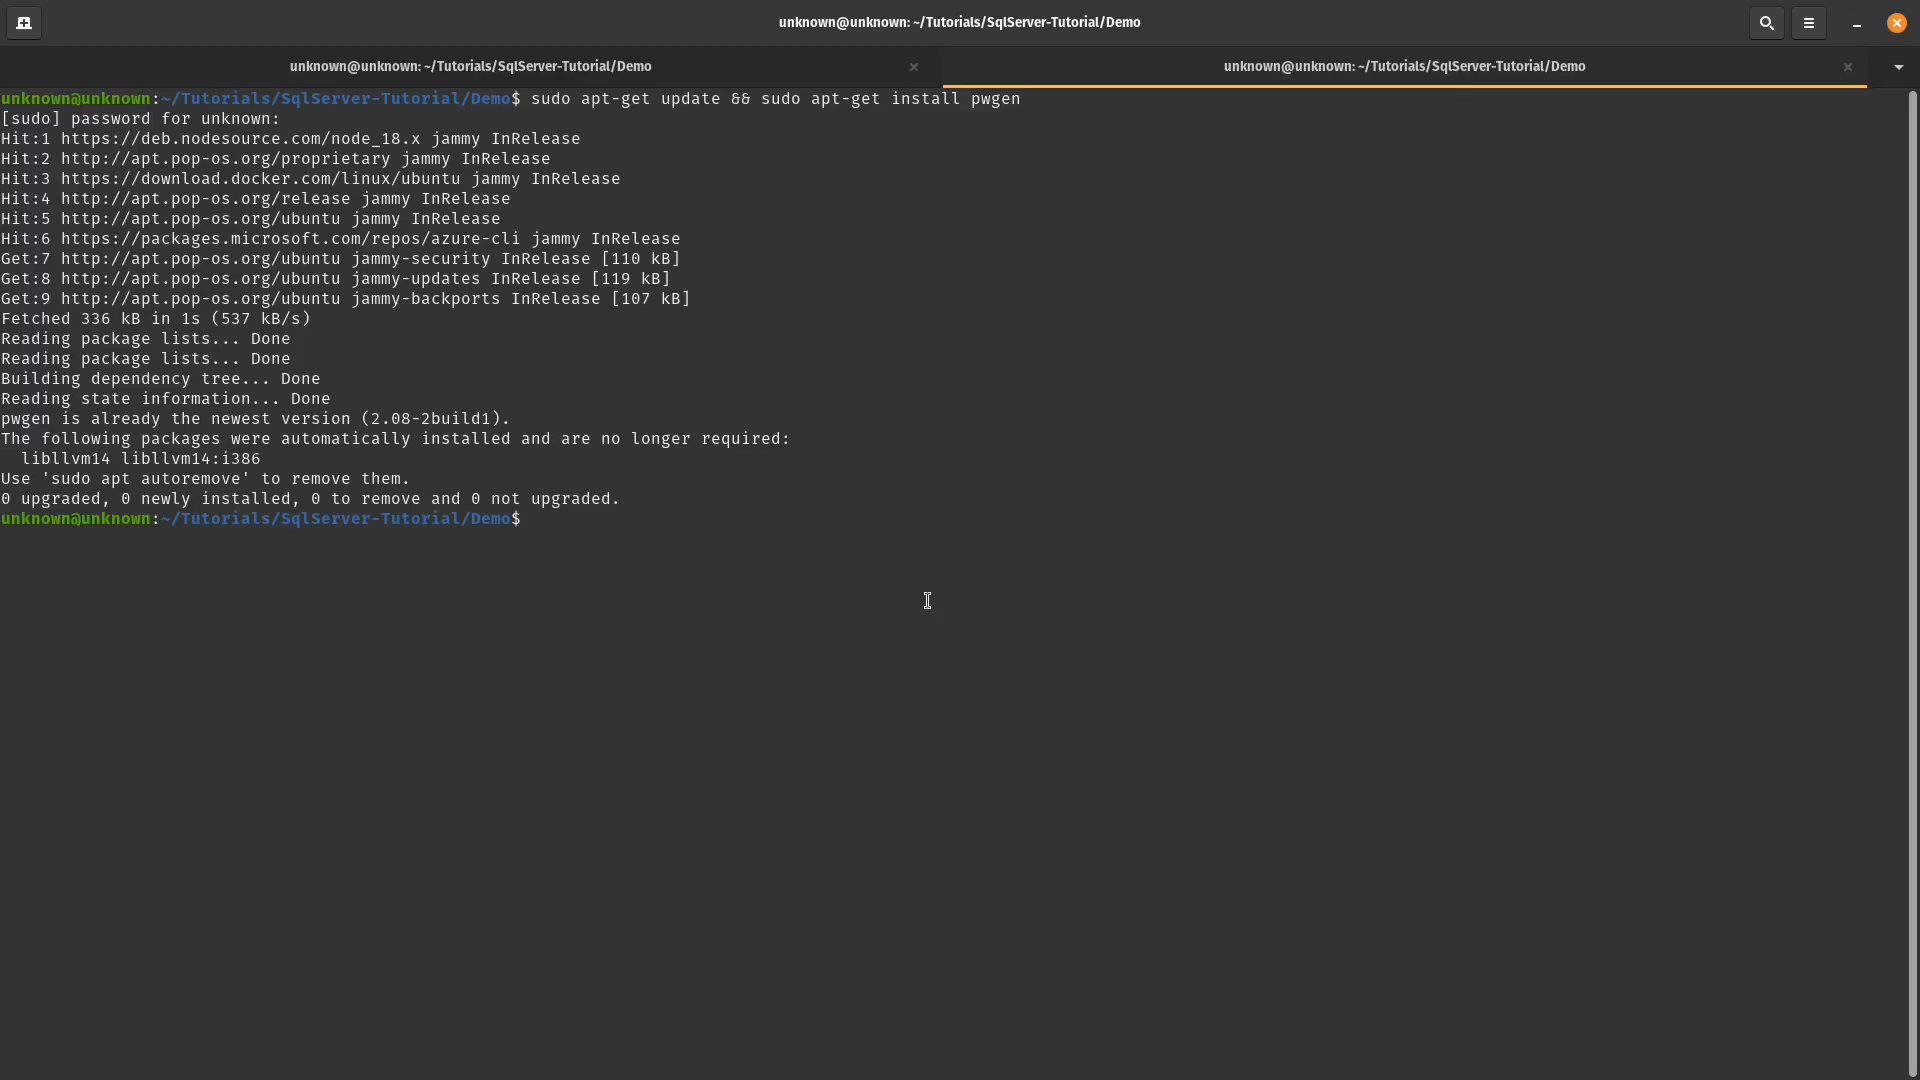 unknown@unknown: ~/Tutorials/SqlServer-Tutorial/Demo
unknown@unknown: ~/Tutorials/SqlServer-Tutorial/Demo
unknown@unknown: ~/Tutorials/SqlServer-Tutorial/Demo
unknown@unknown:~/Tutorials/SqlServer-Tutorial/Demo$ sudo apt-get update && sudo apt-get install pwgen
[sudo] password for unknown:
Hit:1 https://deb.nodesource.com/node_18.x jammy InRelease
Hit:2 http://apt.pop-os.org/proprietary jammy InRelease
Hit:3 https://download.docker.com/linux/ubuntu jammy InRelease
Hit:4 http://apt.pop-os.org/release jammy InRelease
Hit:5 http://apt.pop-os.org/ubuntu jammy InRelease
Hit:6 https://packages.microsoft.com/repos/azure-cli jammy InRelease
Get:7 http://apt.pop-os.org/ubuntu jammy-security InRelease [110 kB]
Get:8 http://apt.pop-os.org/ubuntu jammy-updates InRelease [119 kB]
Get:9 http://apt.pop-os.org/ubuntu jammy-backports InRelease [107 kB]
Fetched 336 kB in 1s (537 kB/s)
Reading package lists... Done
Reading package lists... Done
Building dependency tree... Done
Reading state information... Done
pwgen is already the newest version (2.08-2build1).
The following packages were automatically installed and are no longer required:
  libllvm14 libllvm14:i386
Use 'sudo apt autoremove' to remove them.
0 upgraded, 0 newly installed, 0 to remove and 0 not upgraded.
unknown@unknown:~/Tutorials/SqlServer-Tutorial/Demo$